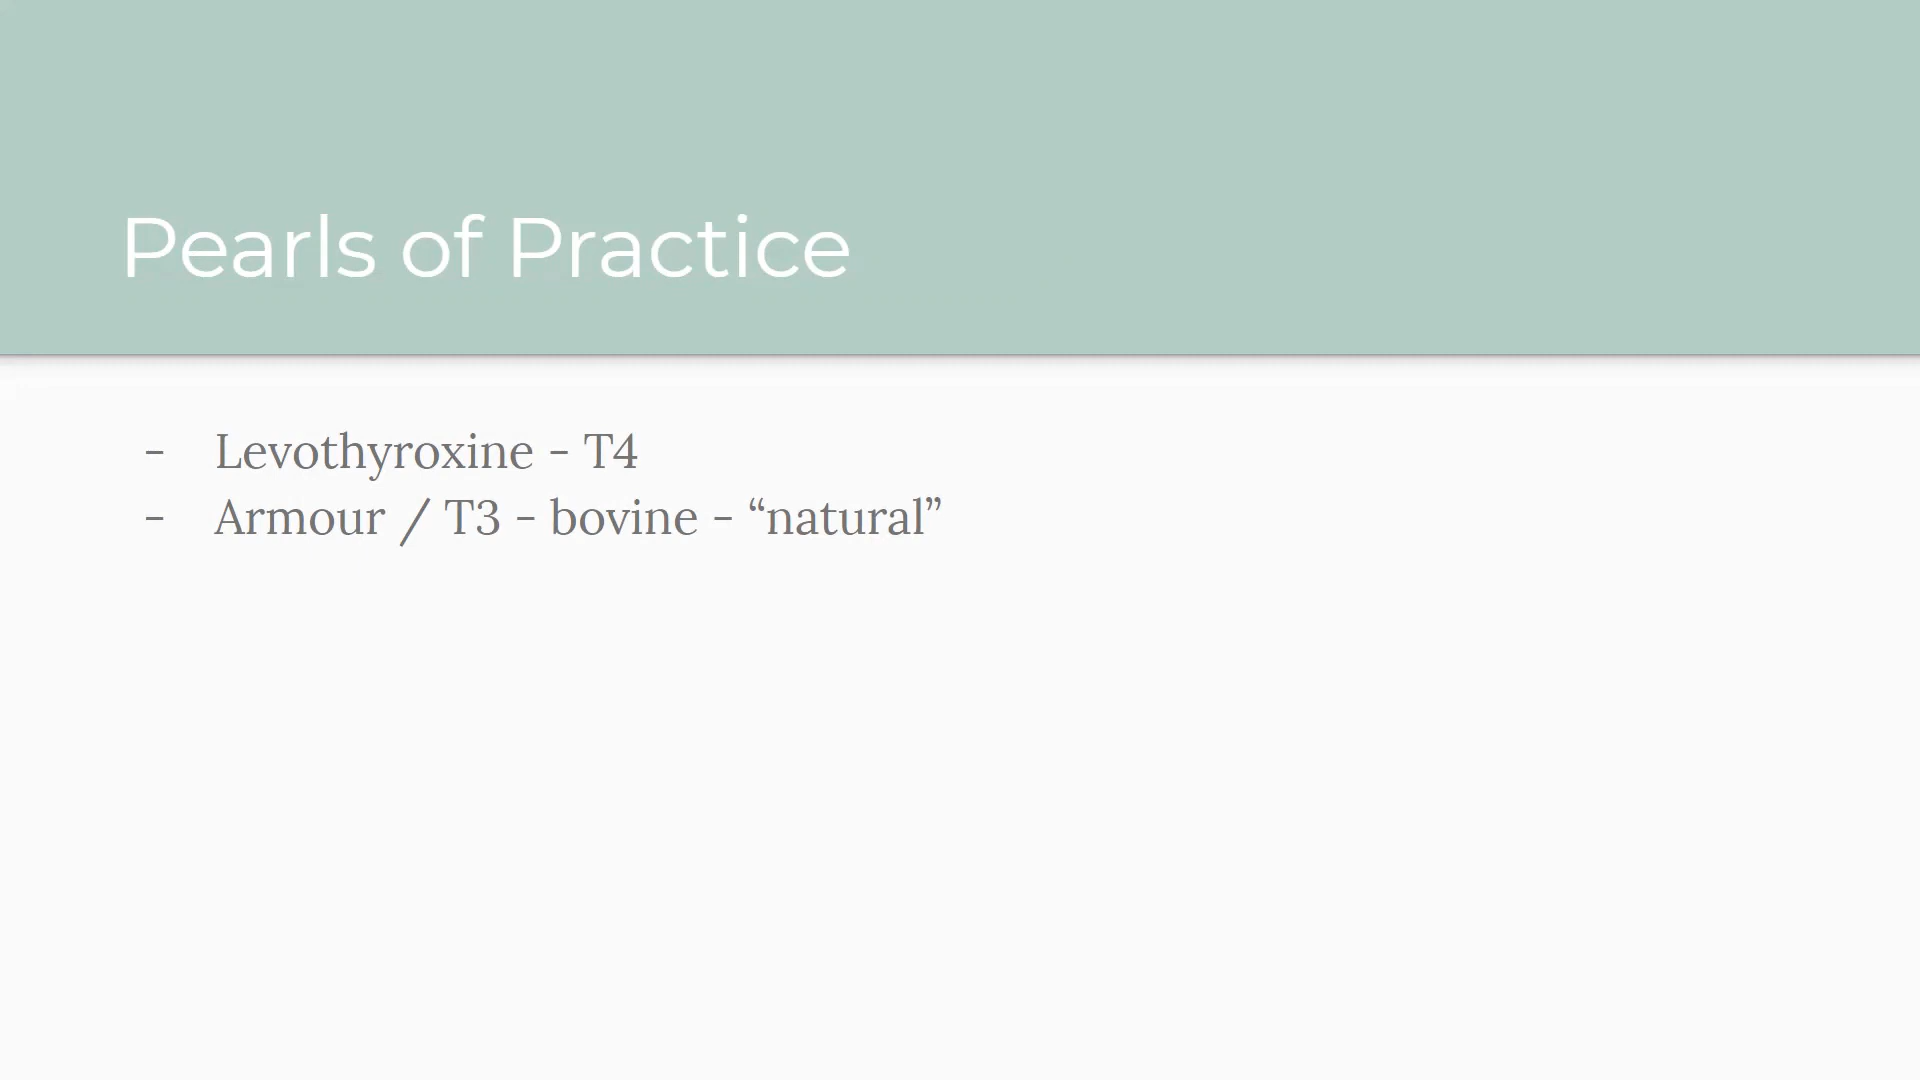 Pearls of Practice
- Levothyroxine - T4
- Armour / T3 - bovine - “natural”